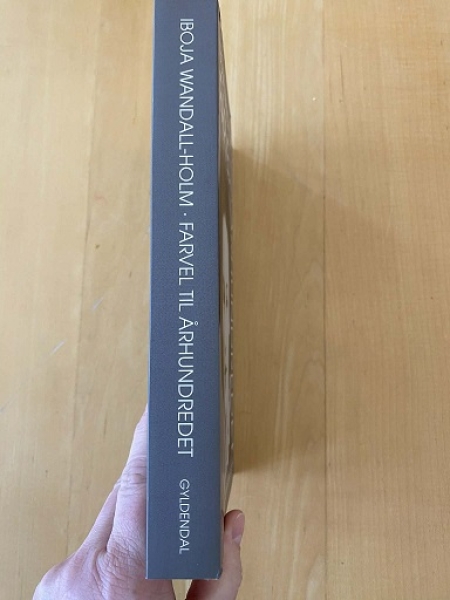 IBOJA WANDALL-HOLM · FARVEL TIL ÅRHUNDREDET
GYLDENDAL